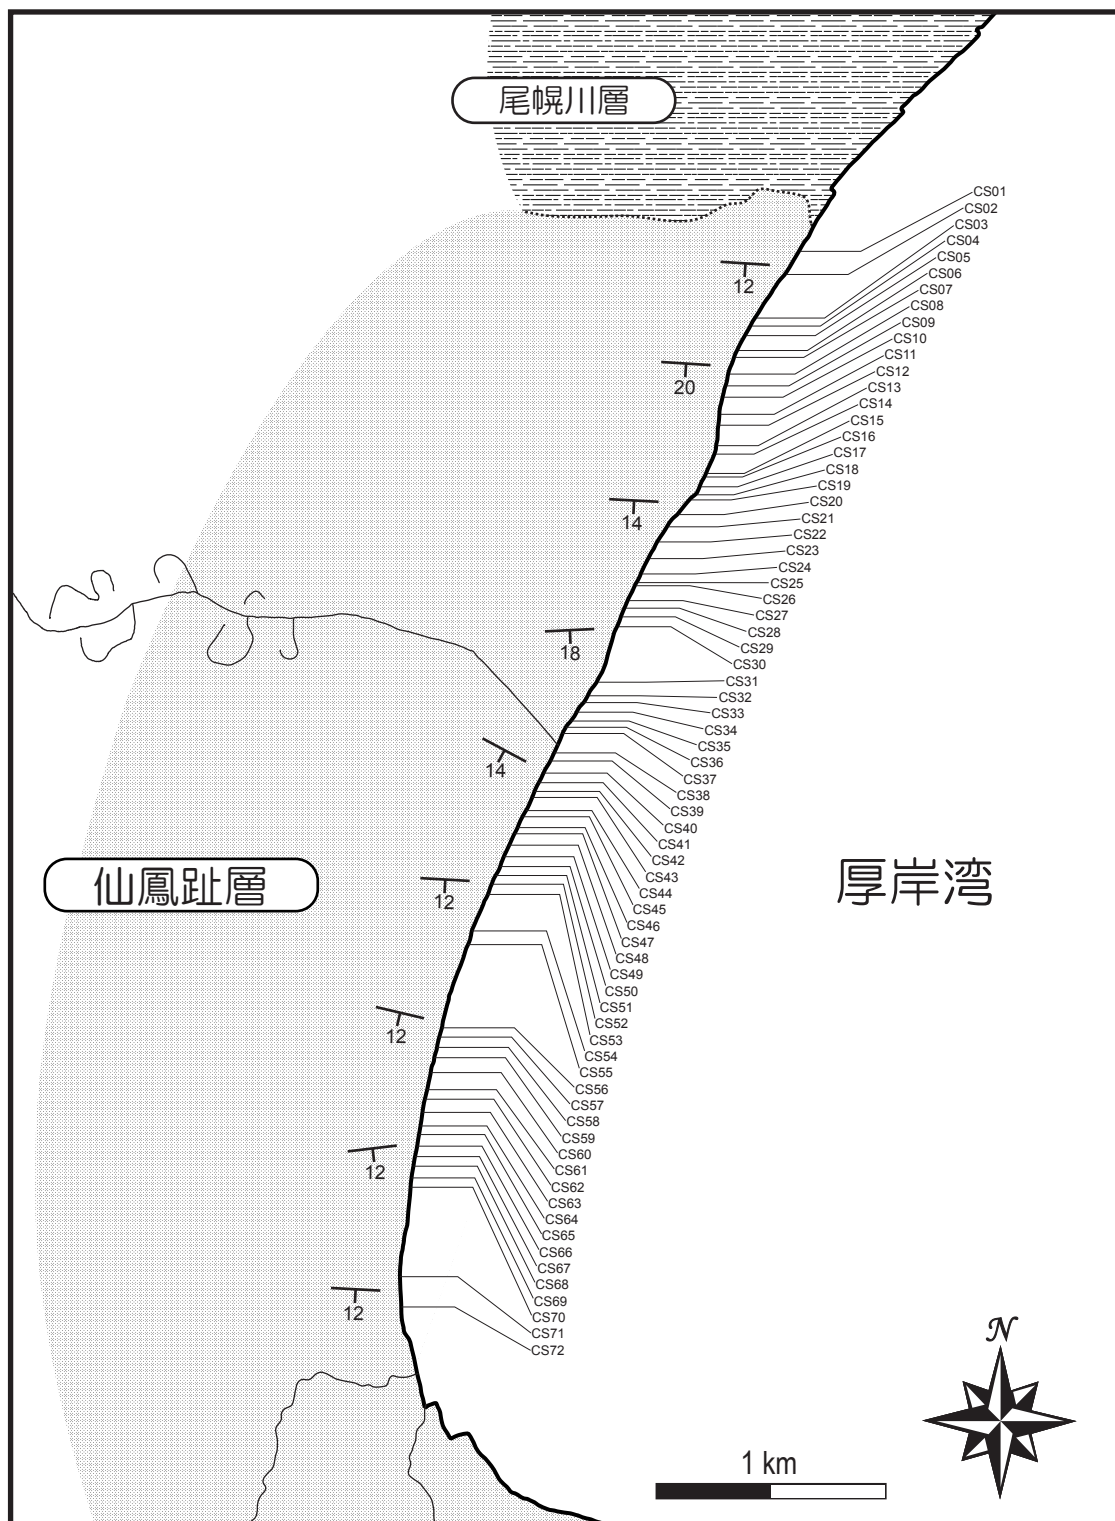 尾幌川層
CS01
CS02
CS03
CS04
CS05
CS06
CS07
CS08
CS09
CS10
CS11
CS12
CS13
CS14
CS15
CS16
CS17
CS18
CS19
CS20
CS21
CS22
CS23
CS24
CS25
CS26
CS27
CS28
CS29
CS30
CS31
CS32
CS33
CS34
CS35
CS36
CS37
CS38
CS39
CS40
CS41
CS42
CS43
CS44
CS45
CS46
CS47
CS48
CS49
CS50
CS51
CS52
CS53
CS54
CS55
CS56
CS57
CS58
CS59
CS60
CS61
CS62
CS63
CS64
CS65
CS66
CS67
CS68
CS69
CS70
CS71
CS72
12
20
14
18
14
12
12
12
12
仙鳳趾層
厚岸湾
N
1 km